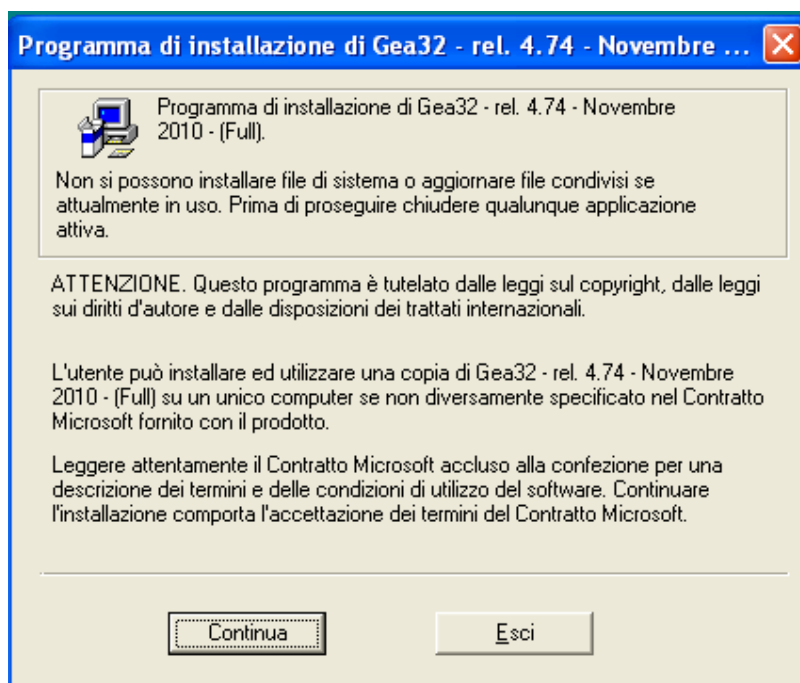 Programma di installazione di Gea32 - rel. 4.74 - Novembre ...
Programma di installazione di Gea32 - rel. 4.74 - Novembre
2010 - (Full).
Non si possono installare file di sistema o aggiornare file condivisi se
attualmente in uso. Prima di proseguire chiudere qualunque applicazione
attiva.
ATTENZIONE. Questo programma è tutelato dalle leggi sul copyright, dalle leggi
sui diritti d'autore e dalle disposizioni dei trattati internazionali.
L'utente può installare ed utilizzare una copia di Gea32 - rel. 4.74 - Novembre
2010 - (Full) su un unico computer se non diversamente specificato nel Contratto
Microsoft fornito con il prodotto.
Leggere attentamente il Contratto Microsoft accluso alla confezione per una
descrizione dei termini e delle condizioni di utilizzo del software. Continuare
l'installazione comporta l'accettazione dei termini del Contratto Microsoft.
Continua
Esci